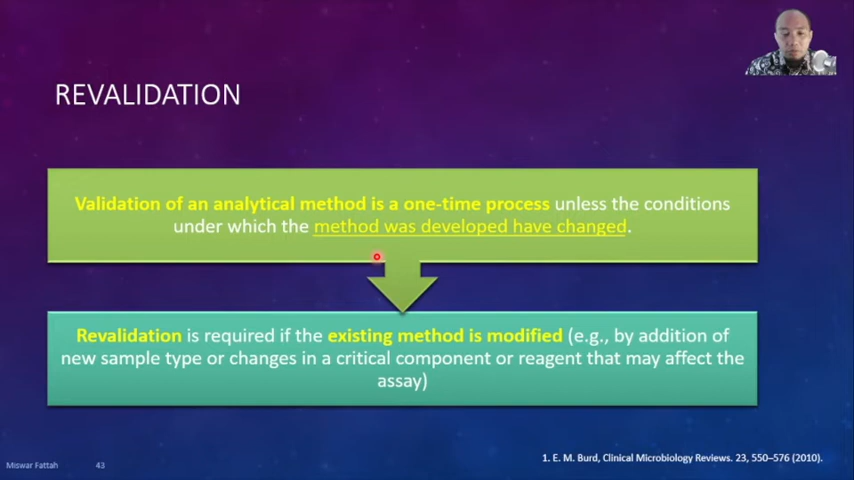 REVALIDATION
Validation of an analytical method is a one-time process unless the conditions
under which the method was developed have changed.
Revalidation is required if the existing method is modified (e.g., by addition of
new sample type or changes in a critical component or reagent that may affect the
assay)
1. E. M. Burd, Clinical Microbiology Reviews. 23, 550–576 (2010).
Miswar Fattah 43